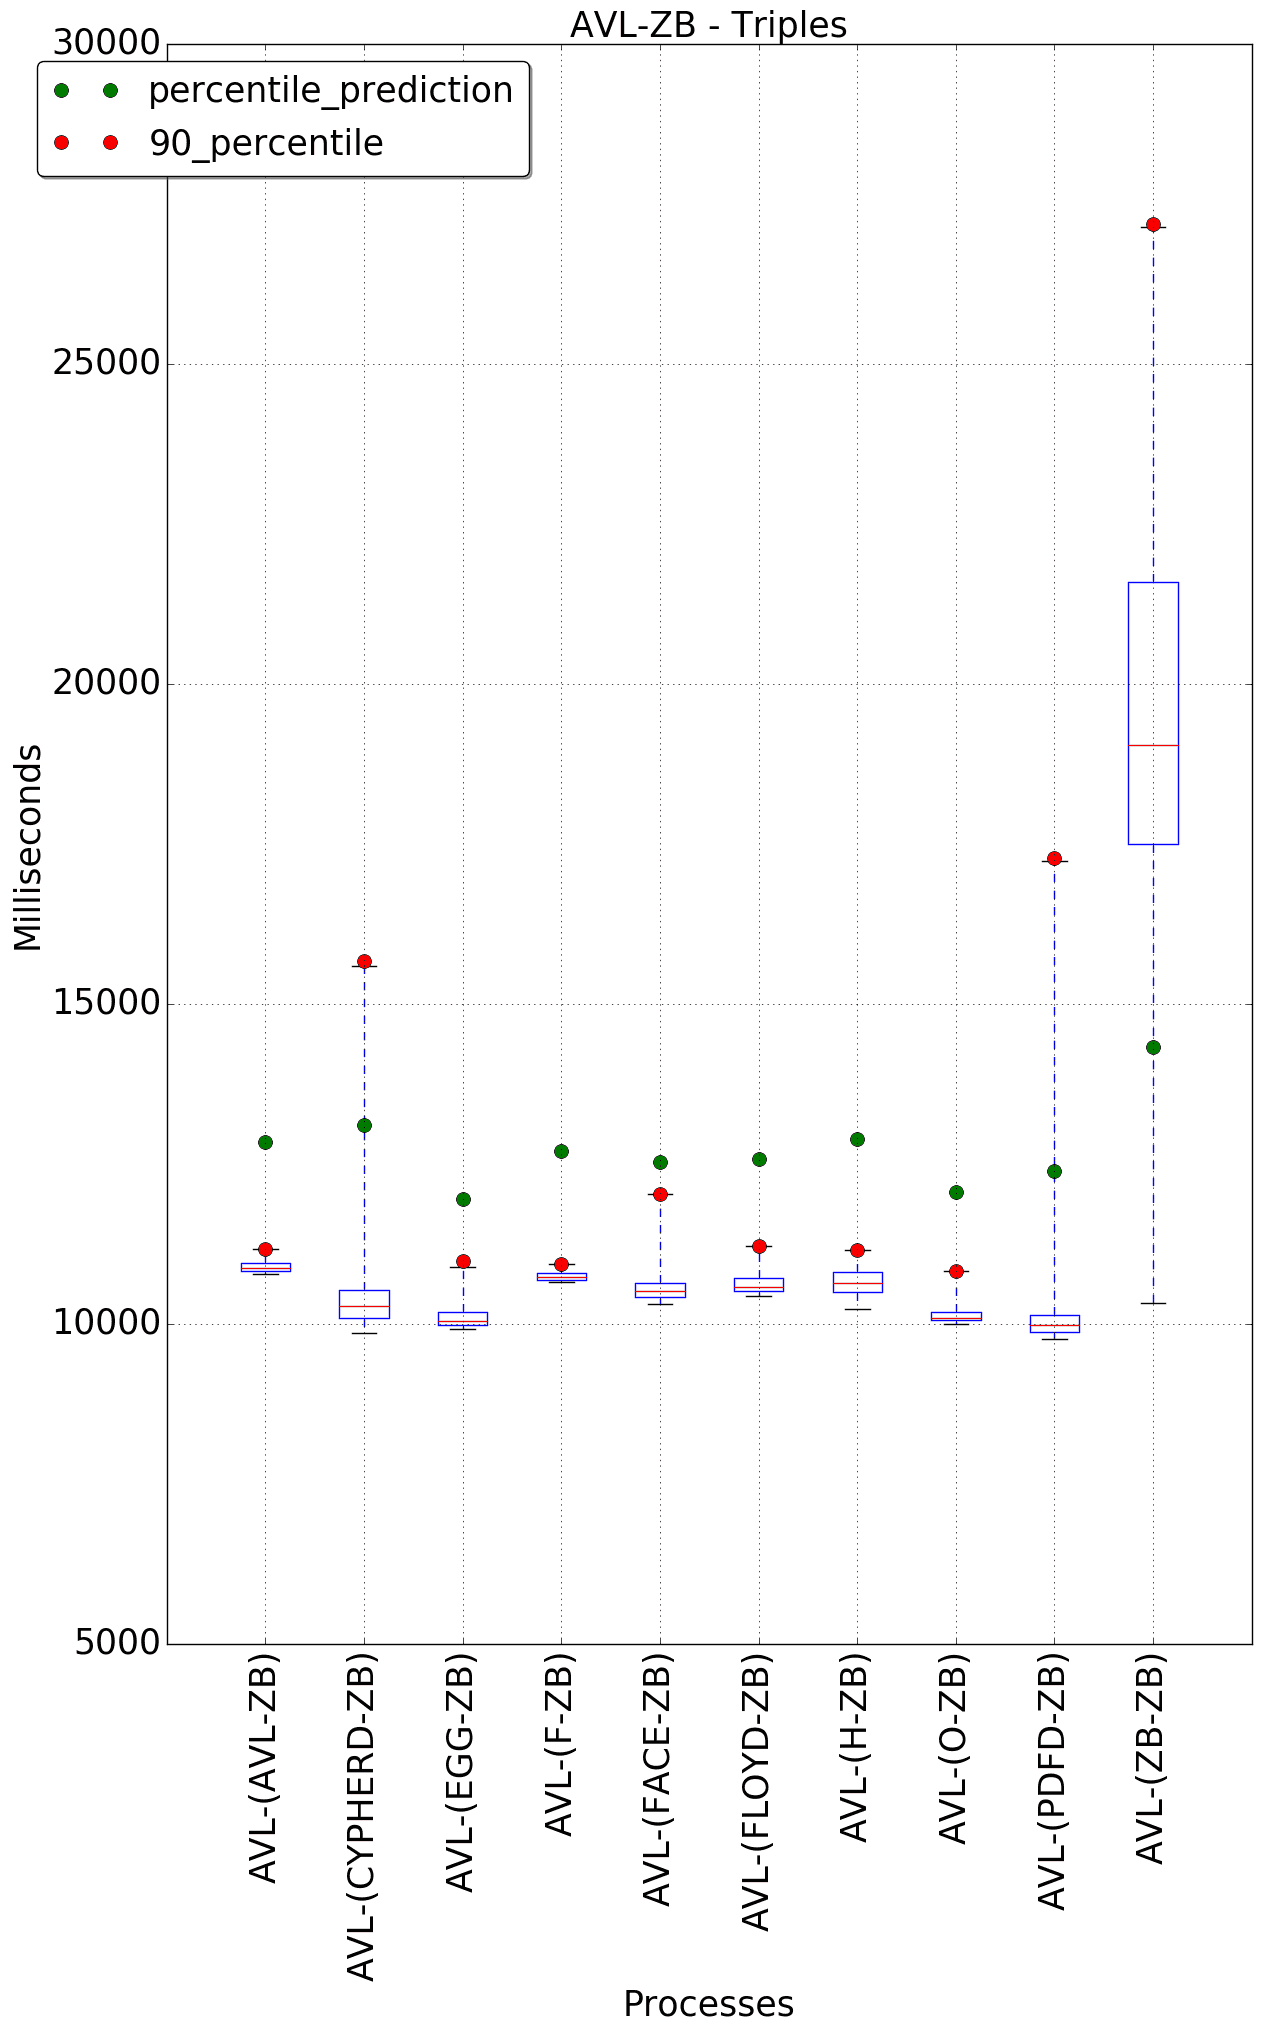 AVL-ZB - Triples
30000
percentile_prediction
90_percentile
25000
20000
15000
10000
5000
Milliseconds
AVL-(AVL-ZB)
AVL-(CYPHERD-ZB)
AVL-(EGG-ZB)
AVL-(F-ZB)
AVL-(FACE-ZB)
AVL-(FLOYD-ZB)
AVL-(H-ZB)
AVL-(O-ZB)
AVL-(PDFD-ZB)
AVL-(ZB-ZB)
Processes